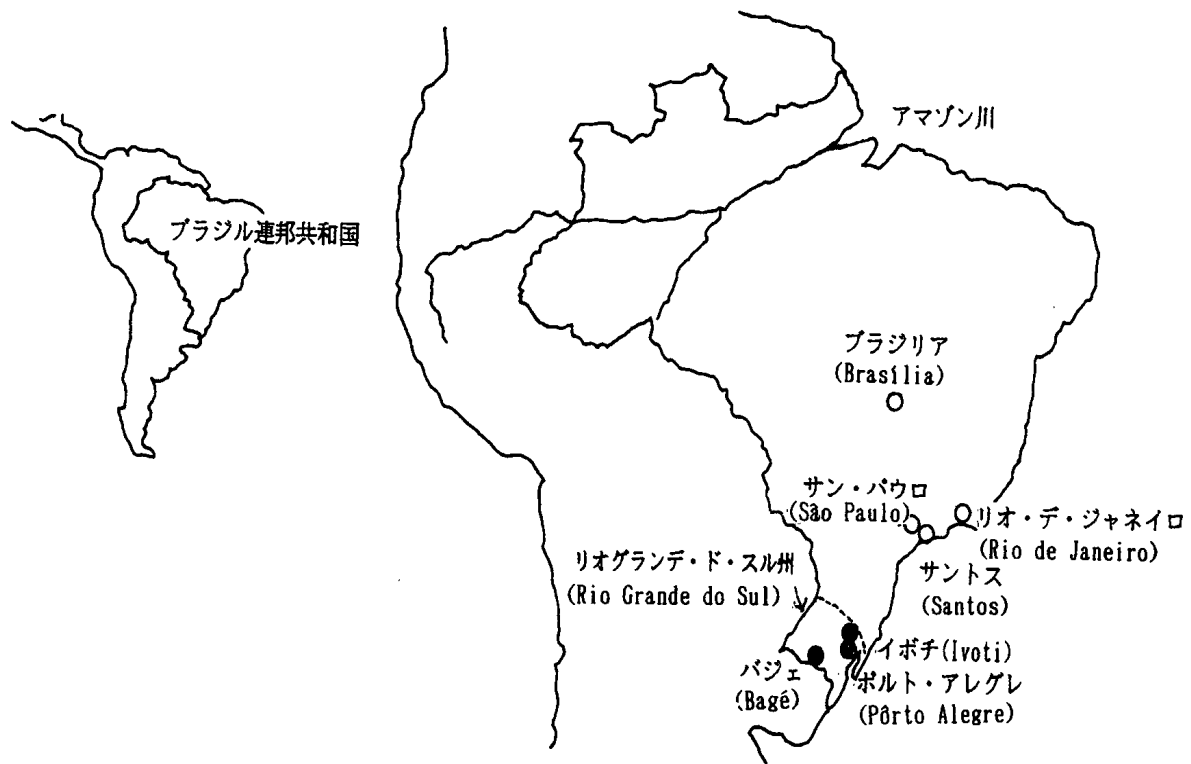 アマゾン川
ブラジル連邦共和国
ブラジリア
(Brasília)
サン・パウロ
(São Paulo)
リオ・デ・ジャネイロ
(Rio de Janeiro)
サントス
(Santos)
リオグランデ・ド・スル州
(Rio Grande do Sul)
イボチ(Ivoti)
バジェ
(Bagé)
ポルト・アレグレ
(Pôrto Alegre)